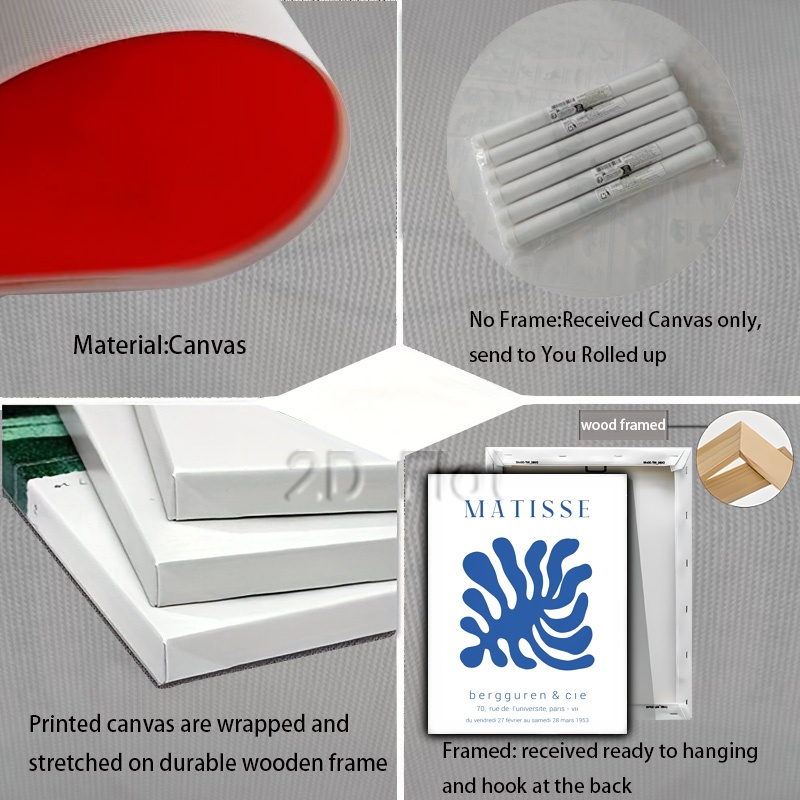 Material:Canvas
No Frame:Received Canvas only,
send to You Rolled up
2D Flat
wood framed
Printed canvas are wrapped and
stretched on durable wooden frame
MATISSE
bergguren & cie
70, rue de l'universite, paris - vii
du vendredi 27 février au samedi 28 mars 1953
Framed: received ready to hanging
and hook at the back